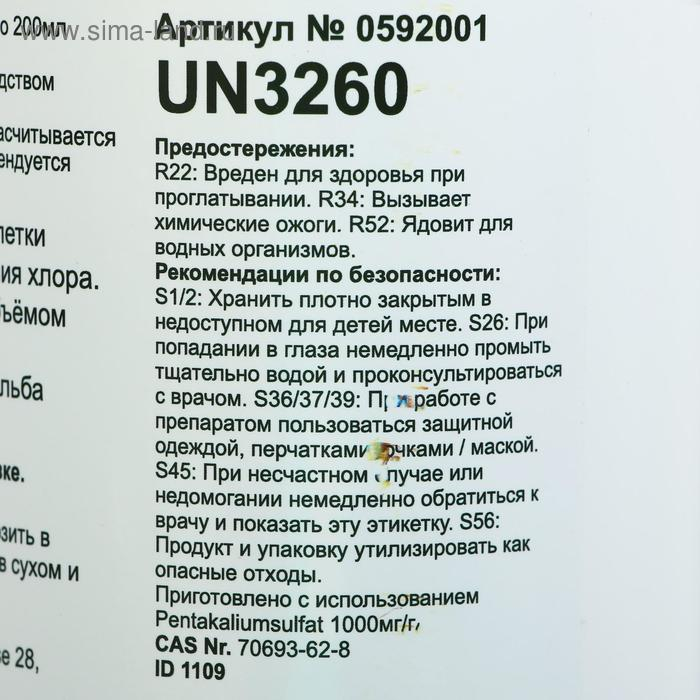 о 200мл
www.sima-land.ru
дством
асчитывается
ендуется
летки
ия хлора.
ъёмом
льба
ке.
зить в
в сухом и
е 28,
Артикул № 0592001
UN3260
Предостережения:
R22: Вреден для здоровья при
проглатывании. R34: Вызывает
химические ожоги. R52: Ядовит для
водных организмов.
Рекомендации по безопасности:
S1/2: Хранить плотно закрытым в
недоступном для детей месте. S26: При
попадании в глаза немедленно промыть
тщательно водой и проконсультироваться
с врачом. S36/37/39: При работе с
препаратом пользоваться защитной
одеждой, перчатками очками / маской.
S45: При несчастном случае или
недомогании немедленно обратиться к
врачу и показать эту этикетку. S56:
Продукт и упаковку утилизировать как
опасные отходы.
Приготовлено с использованием
Pentakaliumsulfat 1000мг/г,
CAS Nr. 70693-62-8
ID 1109